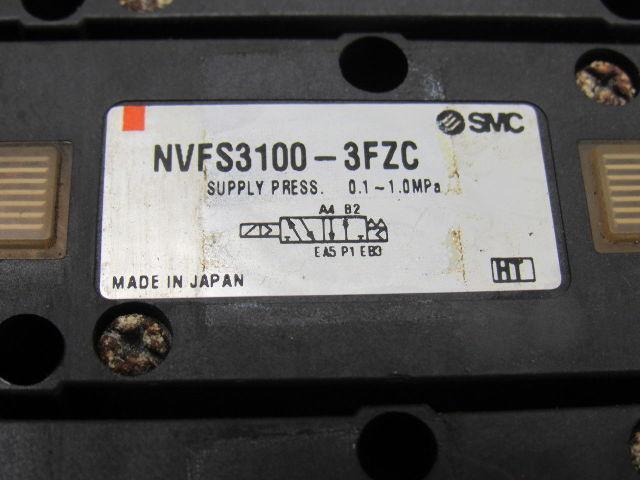 SMC
NVFS3100-3FZC
SUPPLY PRESS. 0.1~1.0MPa
A4 B2
EA5 P1 EB3
MADE IN JAPAN